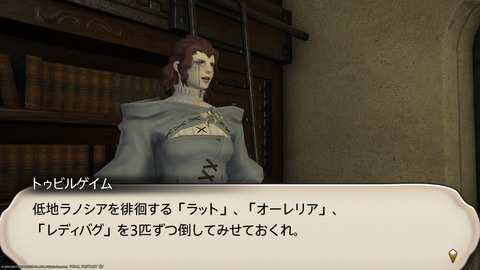 トゥビルゲイム
低地ラノシアを徘徊する「ラット」、「オーレリア」、
「レディバグ」を3匹ずつ倒してみせておくれ。